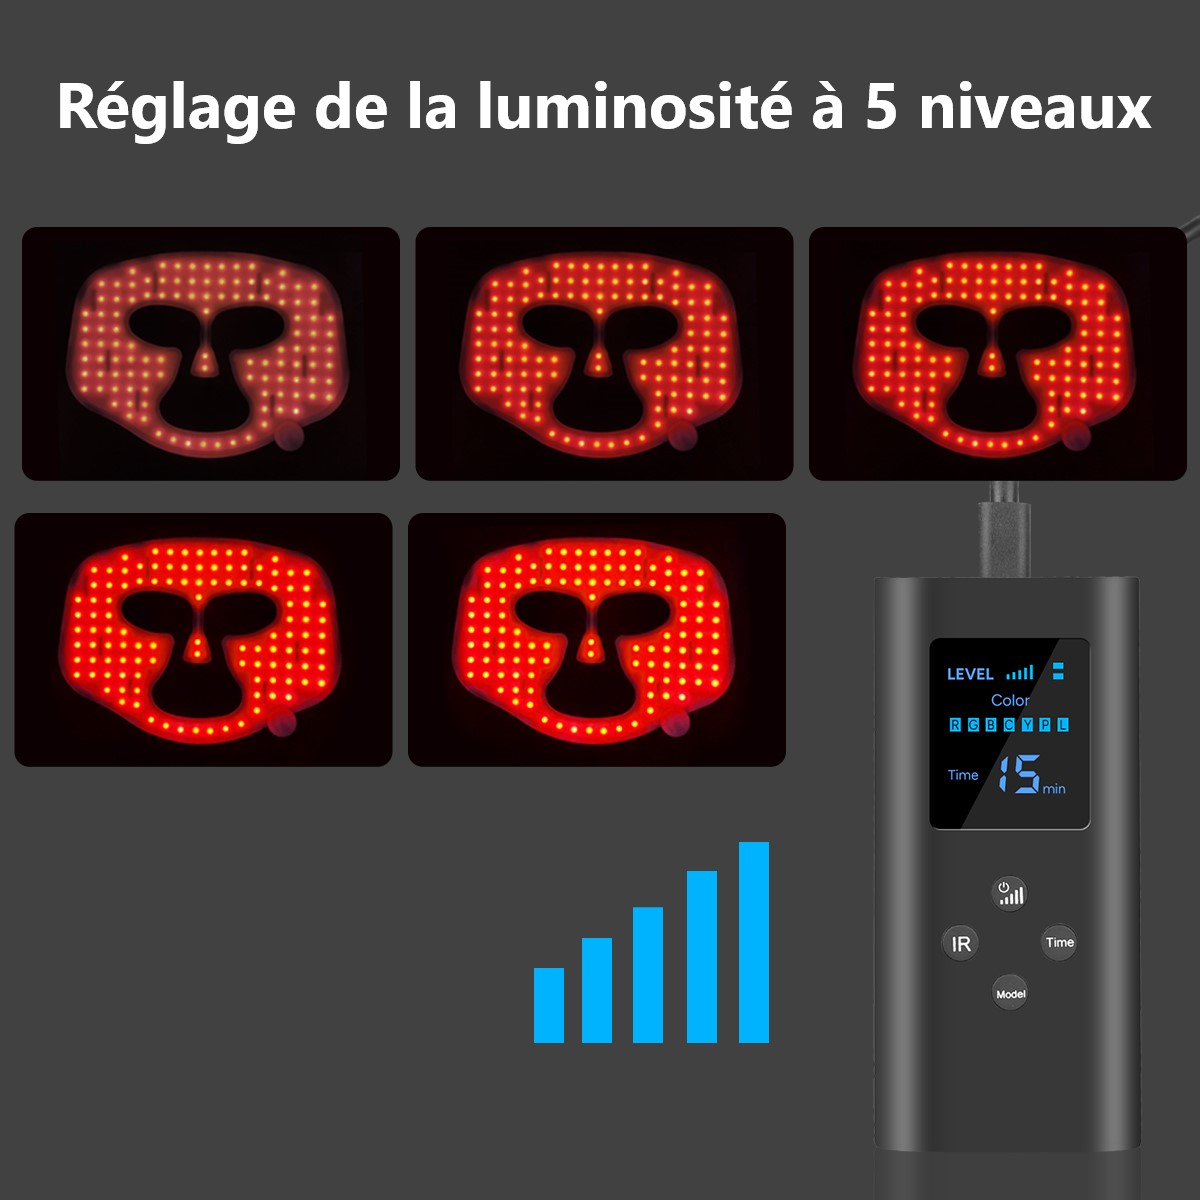 Réglage de la luminosité à 5 niveaux
LEVEL
Color
R G B C Y P L
Time 15 min
IR
Time
Model